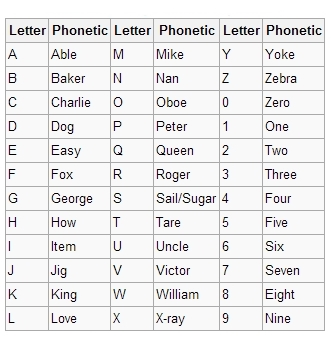 Letter Phonetic Letter Phonetic Letter Phonetic
A Able M Mike Y Yoke
B Baker N Nan Z Zebra
C Charlie O Oboe 0 Zero
D Dog P Peter 1 One
E Easy Q Queen 2 Two
F Fox R Roger 3 Three
G George S Sail/Sugar 4 Four
H How T Tare 5 Five
I Item U Uncle 6 Six
J Jig V Victor 7 Seven
K King W William 8 Eight
L Love X X-ray 9 Nine